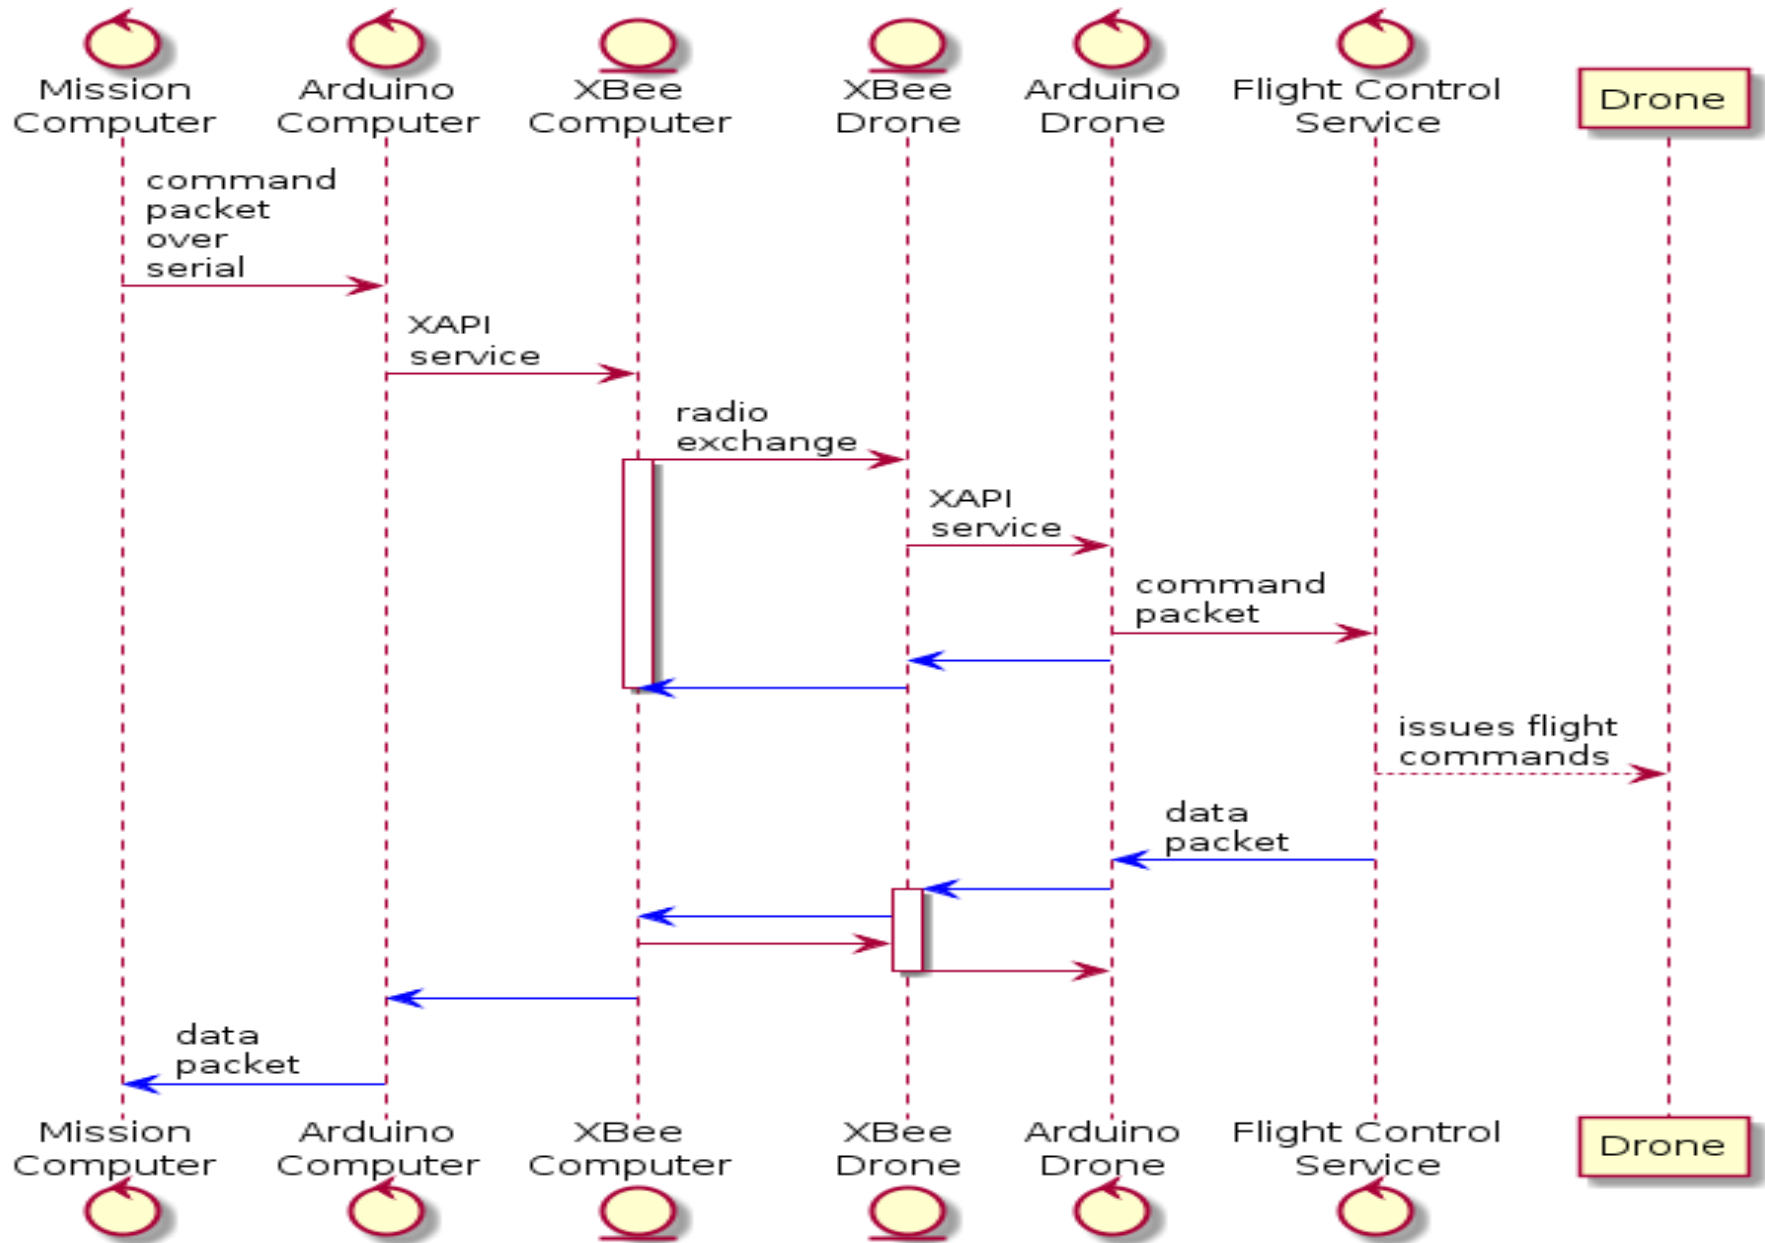 Mission
Computer
Arduino
Computer
XBee
Computer
XBee
Drone
Arduino
Drone
Flight Control
Service
Drone
command
packet
over
serial
XAPI
service
radio
exchange
XAPI
service
command
packet
issues flight
commands
data
packet
data
packet
Mission
Computer
Arduino
Computer
XBee
Computer
XBee
Drone
Arduino
Drone
Flight Control
Service
Drone